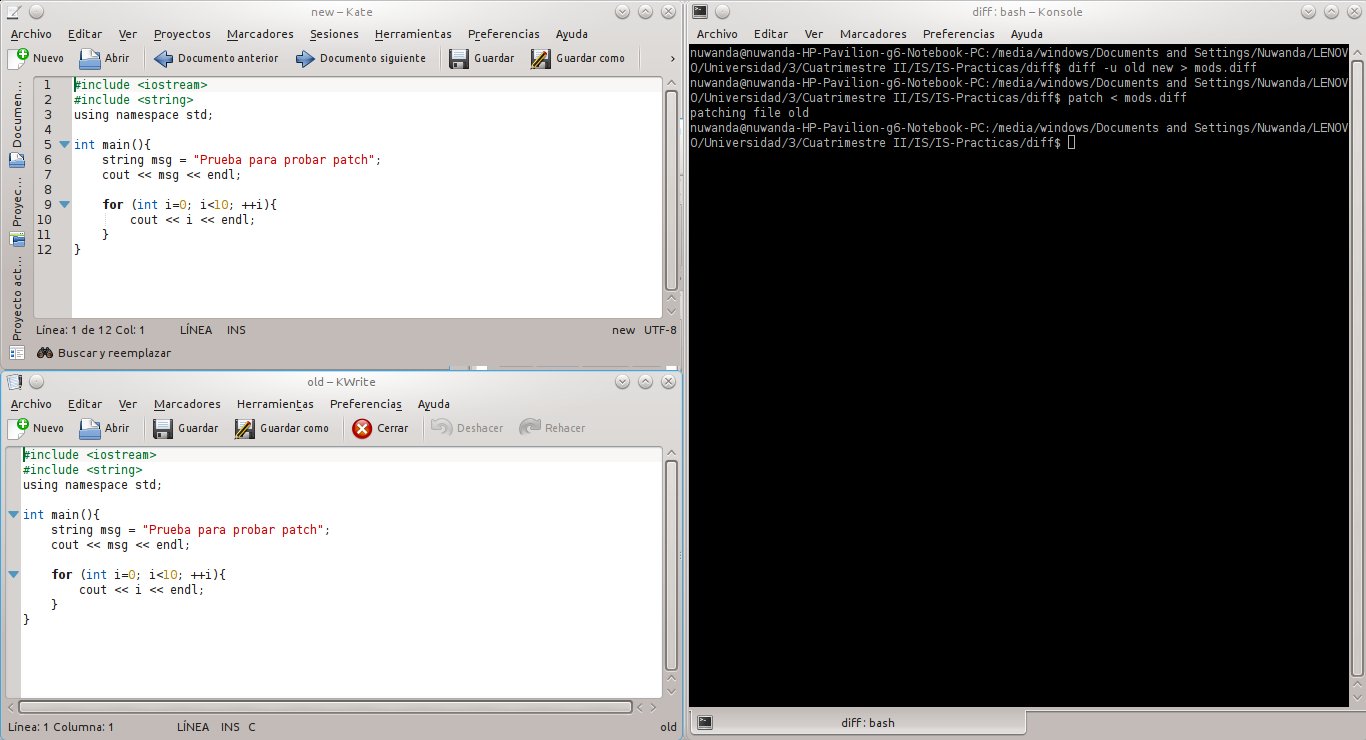 new – Kate
Archivo Editar Ver Proyectos Marcadores Sesiones Herramientas Preferencias Ayuda
Nuevo Abrir Documento anterior Documento siguiente Guardar Guardar como
Documen...
Proyec...
Proyecto act...
1 #include <iostream>
2 #include <string>
3 using namespace std;
4
5 int main(){
6     string msg = "Prueba para probar patch";
7     cout << msg << endl;
8
9     for (int i=0; i<10; ++i){
10         cout << i << endl;
11     }
12 }
Línea: 1 de 12 Col: 1 LÍNEA INS new UTF-8
Buscar y reemplazar
old – KWrite
Archivo Editar Ver Marcadores Herramientas Preferencias Ayuda
Nuevo Abrir Guardar Guardar como Cerrar Deshacer Rehacer
#include <iostream>
#include <string>
using namespace std;
int main(){
    string msg = "Prueba para probar patch";
    cout << msg << endl;
    for (int i=0; i<10; ++i){
        cout << i << endl;
    }
}
Línea: 1 Columna: 1 LÍNEA INS C old
diff : bash – Konsole
Archivo Editar Ver Marcadores Preferencias Ayuda
nuwanda@nuwanda-HP-Pavilion-g6-Notebook-PC:/media/windows/Documents and Settings/Nuwanda/LENOV
O/Universidad/3/Cuatrimestre II/IS/IS-Practicas/diff$ diff -u old new > mods.diff
nuwanda@nuwanda-HP-Pavilion-g6-Notebook-PC:/media/windows/Documents and Settings/Nuwanda/LENOV
O/Universidad/3/Cuatrimestre II/IS/IS-Practicas/diff$ patch < mods.diff
patching file old
nuwanda@nuwanda-HP-Pavilion-g6-Notebook-PC:/media/windows/Documents and Settings/Nuwanda/LENOV
O/Universidad/3/Cuatrimestre II/IS/IS-Practicas/diff$
diff : bash